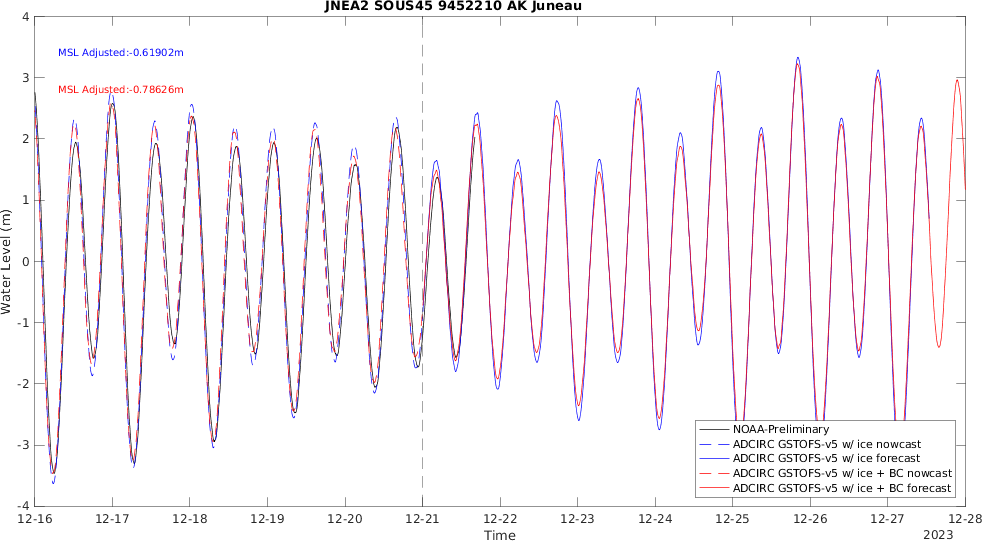 JNEA2 SOUS45 9452210 AK Juneau
MSL Adjusted:-0.61902m
MSL Adjusted:-0.78626m
Water Level (m)
4
3
2
1
0
-1
-2
-3
-4
NOAA-Preliminary
ADCIRC GSTOFS-v5 w/ ice nowcast
ADCIRC GSTOFS-v5 w/ ice forecast
ADCIRC GSTOFS-v5 w/ ice + BC nowcast
ADCIRC GSTOFS-v5 w/ ice + BC forecast
12-16 12-17 12-18 12-19 12-20 12-21 12-22 12-23 12-24 12-25 12-26 12-27 12-28
Time
2023